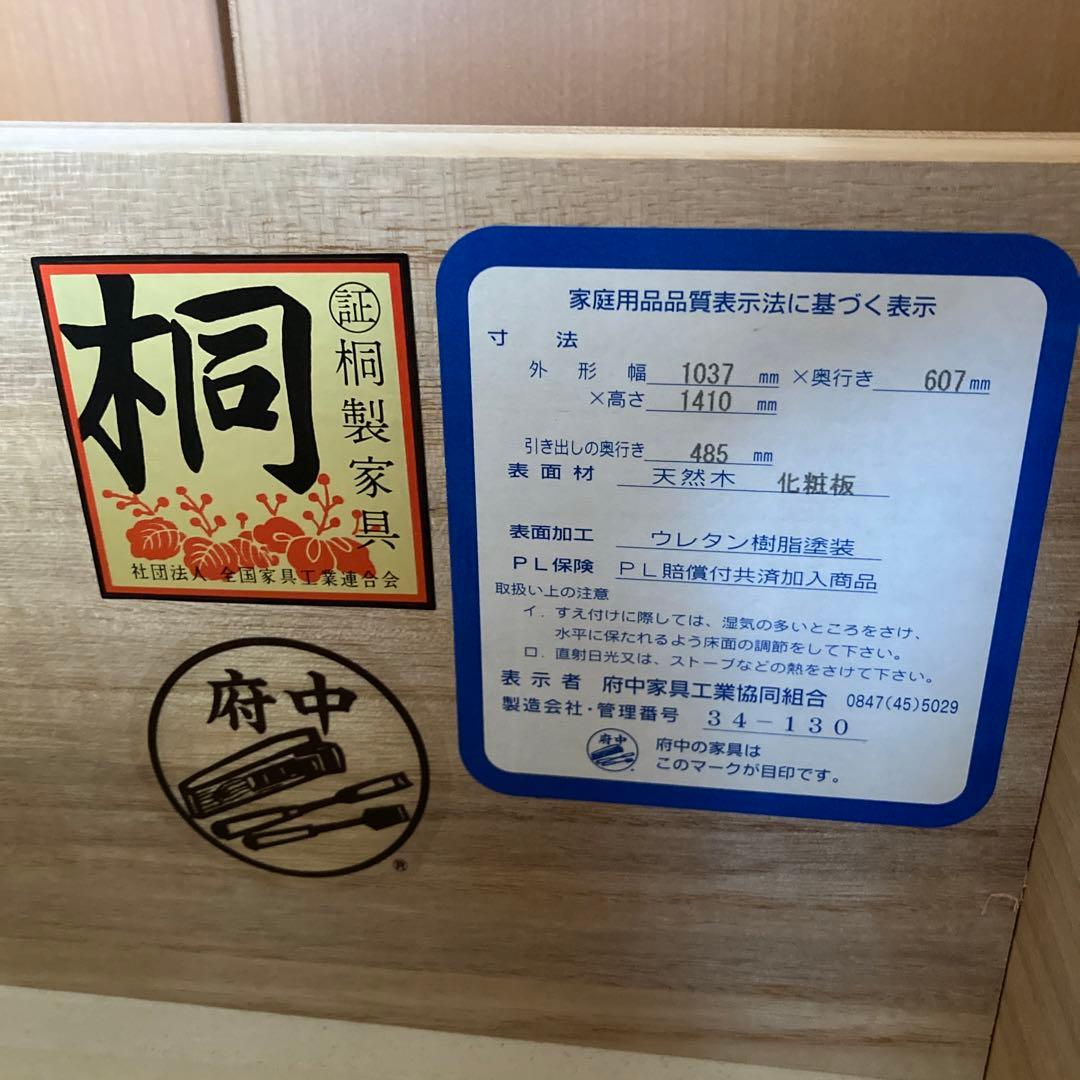 桐
証
桐製家具
社団法人 全国家具工業連合会
府中
®
家庭用品品質表示法に基づく表示
寸 法
外 形 幅 1037 mm ×奥行き 607mm
×高さ 1410 mm
引き出しの奥行き 485 mm
表面材 天然木 化粧板
表面加工 ウレタン樹脂塗装
PL保険 PL賠償付共済加入商品
取扱い上の注意
イ. すえ付けに際しては、湿気の多いところをさけ、
水平に保たれるよう床面の調節をして下さい。
ロ. 直射日光又は、ストーブなどの熱をさけて下さい。
表示者 府中家具工業協同組合 0847(45)5029
製造会社・管理番号 34-130
府中
府中の家具は
このマークが目印です。